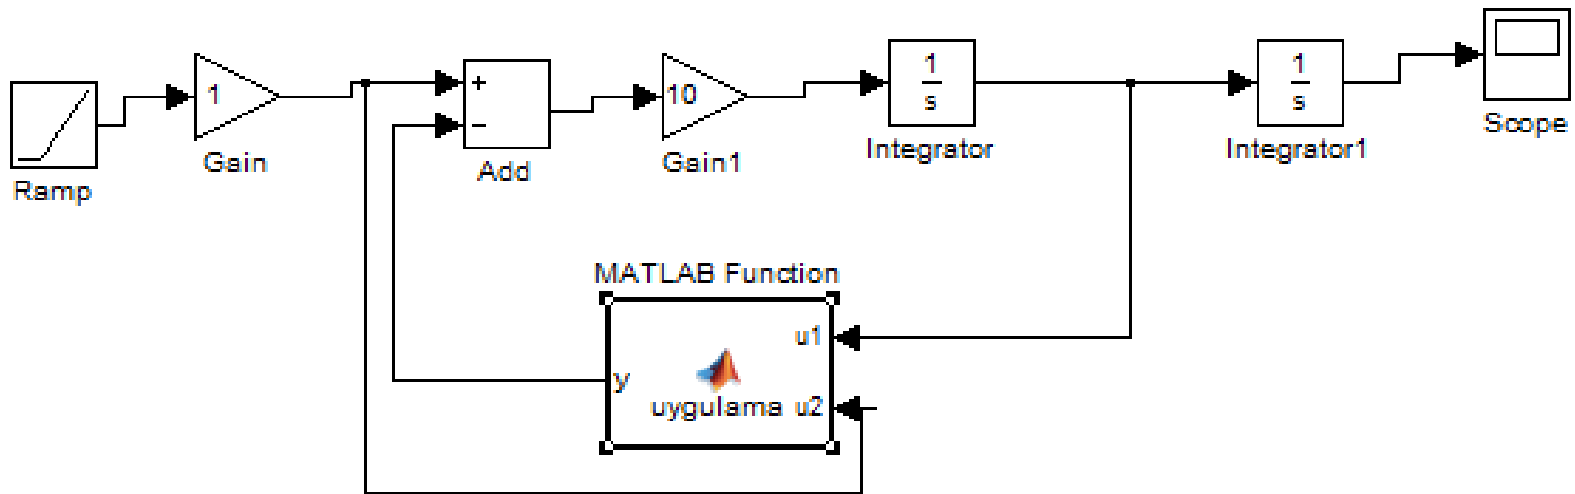 Ramp
1
Gain
+
−
Add
10
Gain1
1
s
Integrator
1
s
Integrator1
Scope
MATLAB Function
u1
y
uygulama u2